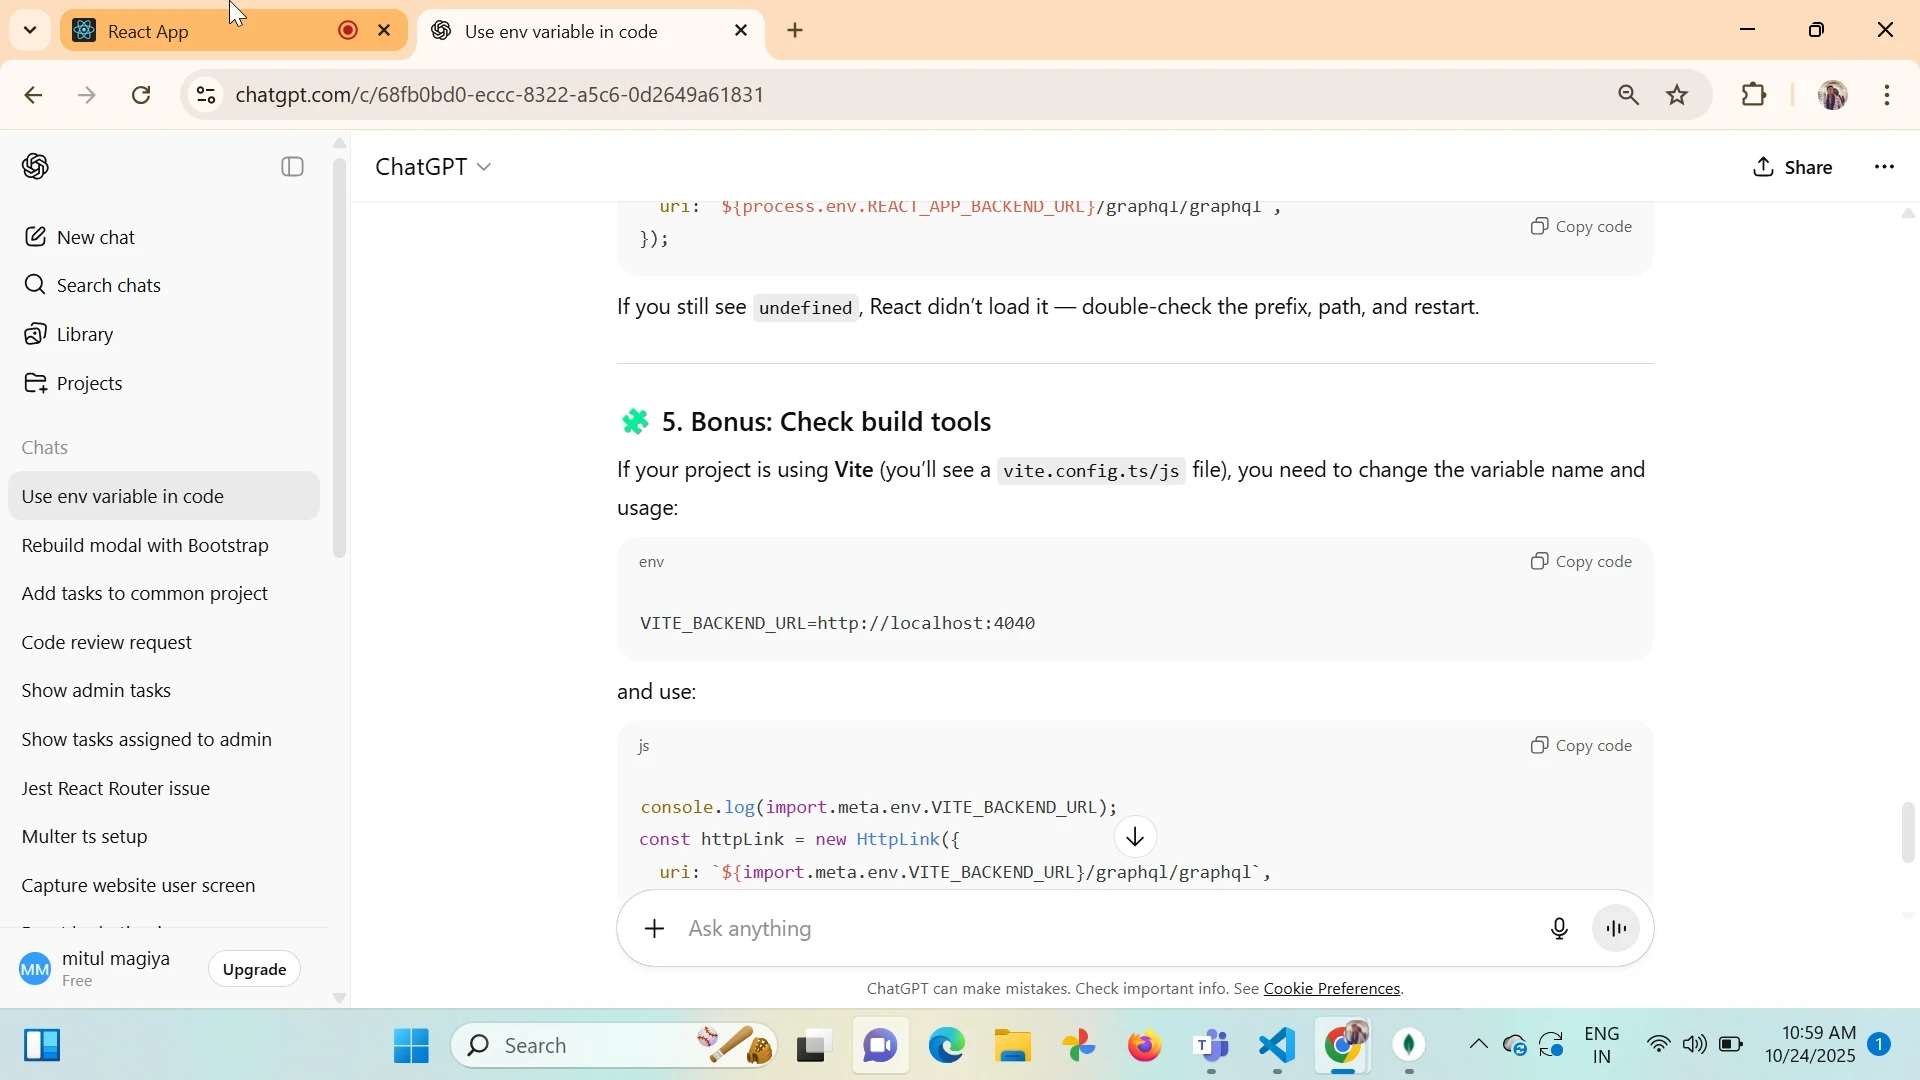 React App
Use env variable in code
chatgpt.com/c/68fb0bd0-eccc-8322-a5c6-0d2649a61831
ChatGPT
Share
New chat
Search chats
Library
Projects
Chats
Use env variable in code
Rebuild modal with Bootstrap
Add tasks to common project
Code review request
Show admin tasks
Show tasks assigned to admin
Jest React Router issue
Multer ts setup
Capture website user screen
MM
mitul magiya
Free
Upgrade
uri: `${process.env.REACT_APP_BACKEND_URL}/graphql/graphql`,
Copy code
});
If you still see undefined, React didn’t load it — double-check the prefix, path, and restart.
5. Bonus: Check build tools
If your project is using Vite (you’ll see a vite.config.ts/js file), you need to change the variable name and
usage:
env
Copy code
VITE_BACKEND_URL=http://localhost:4040
and use:
js
Copy code
console.log(import.meta.env.VITE_BACKEND_URL);
const httpLink = new HttpLink({
uri: `${import.meta.env.VITE_BACKEND_URL}/graphql/graphql`,
Ask anything
ChatGPT can make mistakes. Check important info. See Cookie Preferences.
Search
ENG
IN
10:59 AM
10/24/2025
1